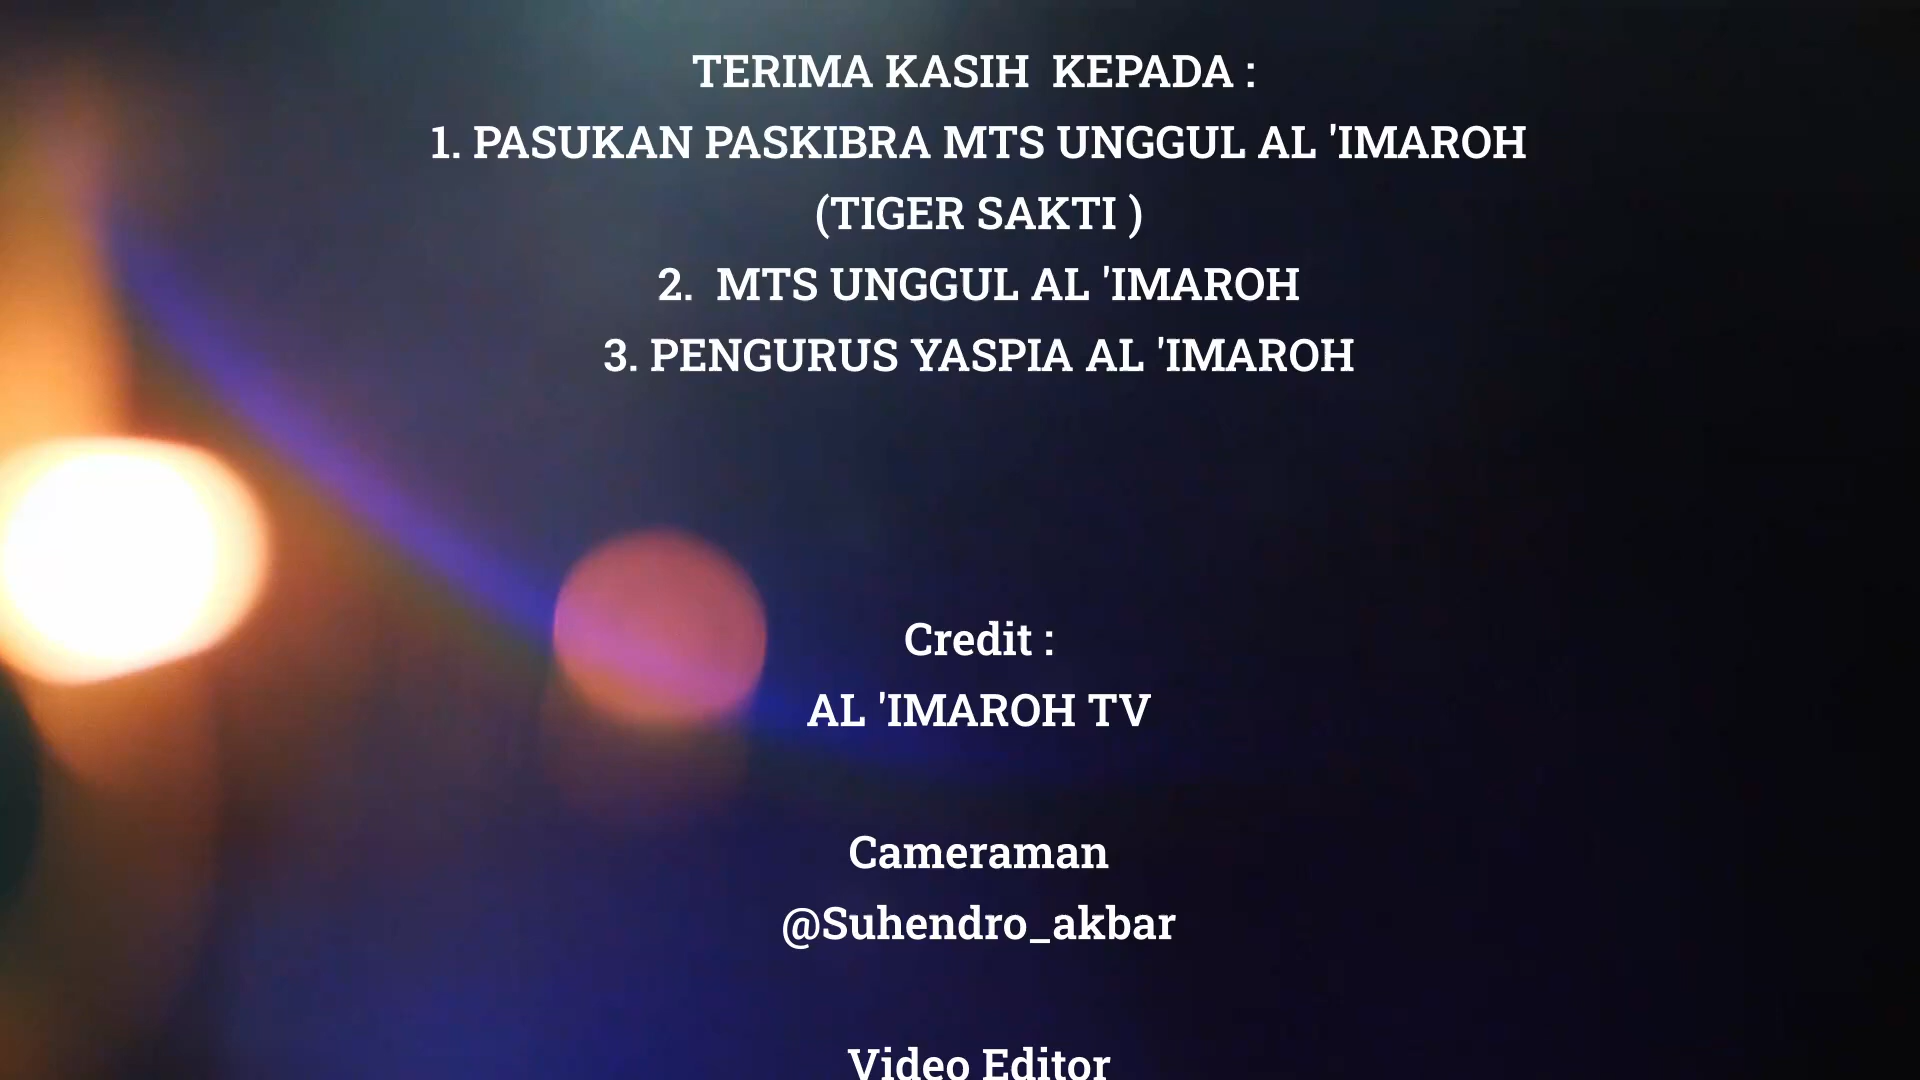 TERIMA KASIH  KEPADA :
1. PASUKAN PASKIBRA MTS UNGGUL AL 'IMAROH
(TIGER SAKTI )
2.  MTS UNGGUL AL 'IMAROH
3. PENGURUS YASPIA AL 'IMAROH
Credit :
AL 'IMAROH TV
Cameraman
@Suhendro_akbar
Video Editor